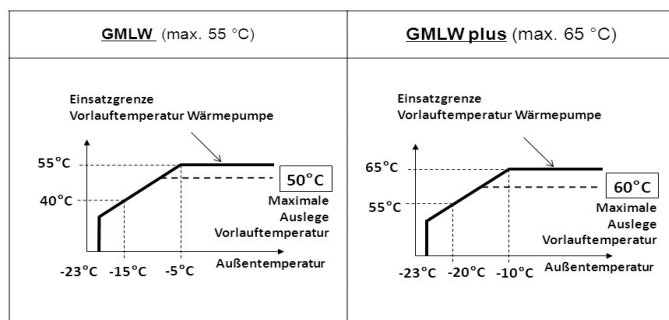 GMLW (max. 55 °C)
Einsatzgrenze
Vorlauftemperatur Wärmepumpe
55°C
50°C
40°C
Maximale
Auslege
Vorlauftemperatur
-23°C
-15°C
-5°C
Außentemperatur
GMLW plus (max. 65 °C)
Einsatzgrenze
Vorlauftemperatur Wärmepumpe
65°C
60°C
55°C
Maximale
Auslege
Vorlauftemperatur
-23°C
-20°C
-10°C
Außentemperatur